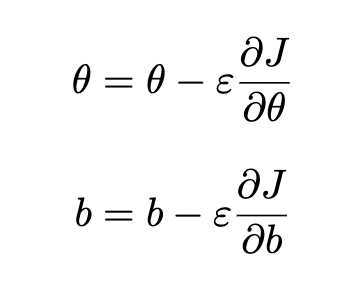 θ = θ − ε ∂J/∂θ
b = b − ε ∂J/∂b